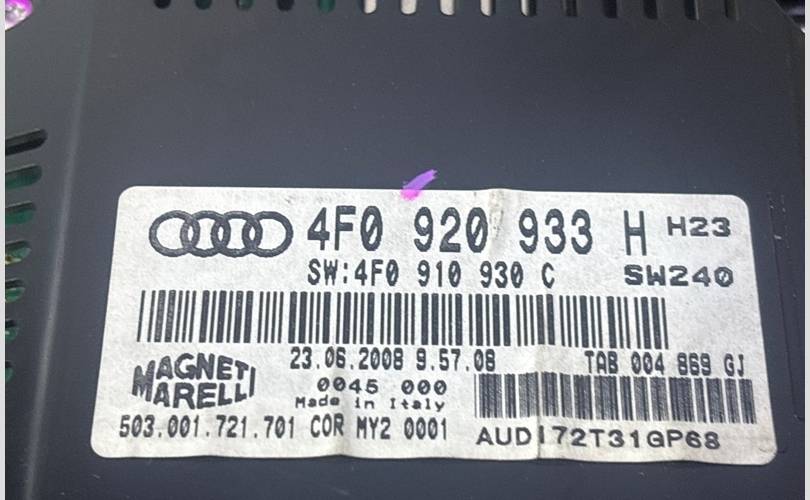 4F0 920 933 H H23
SW:4F0 910 930 C SW240
23.06.2008 9.57.08 TAB 004 869 GJ
MAGNETI
MARELLI
0045 000
Made in Italy
503.001.721.701 COR MY2 0001
AUD172T31GP68